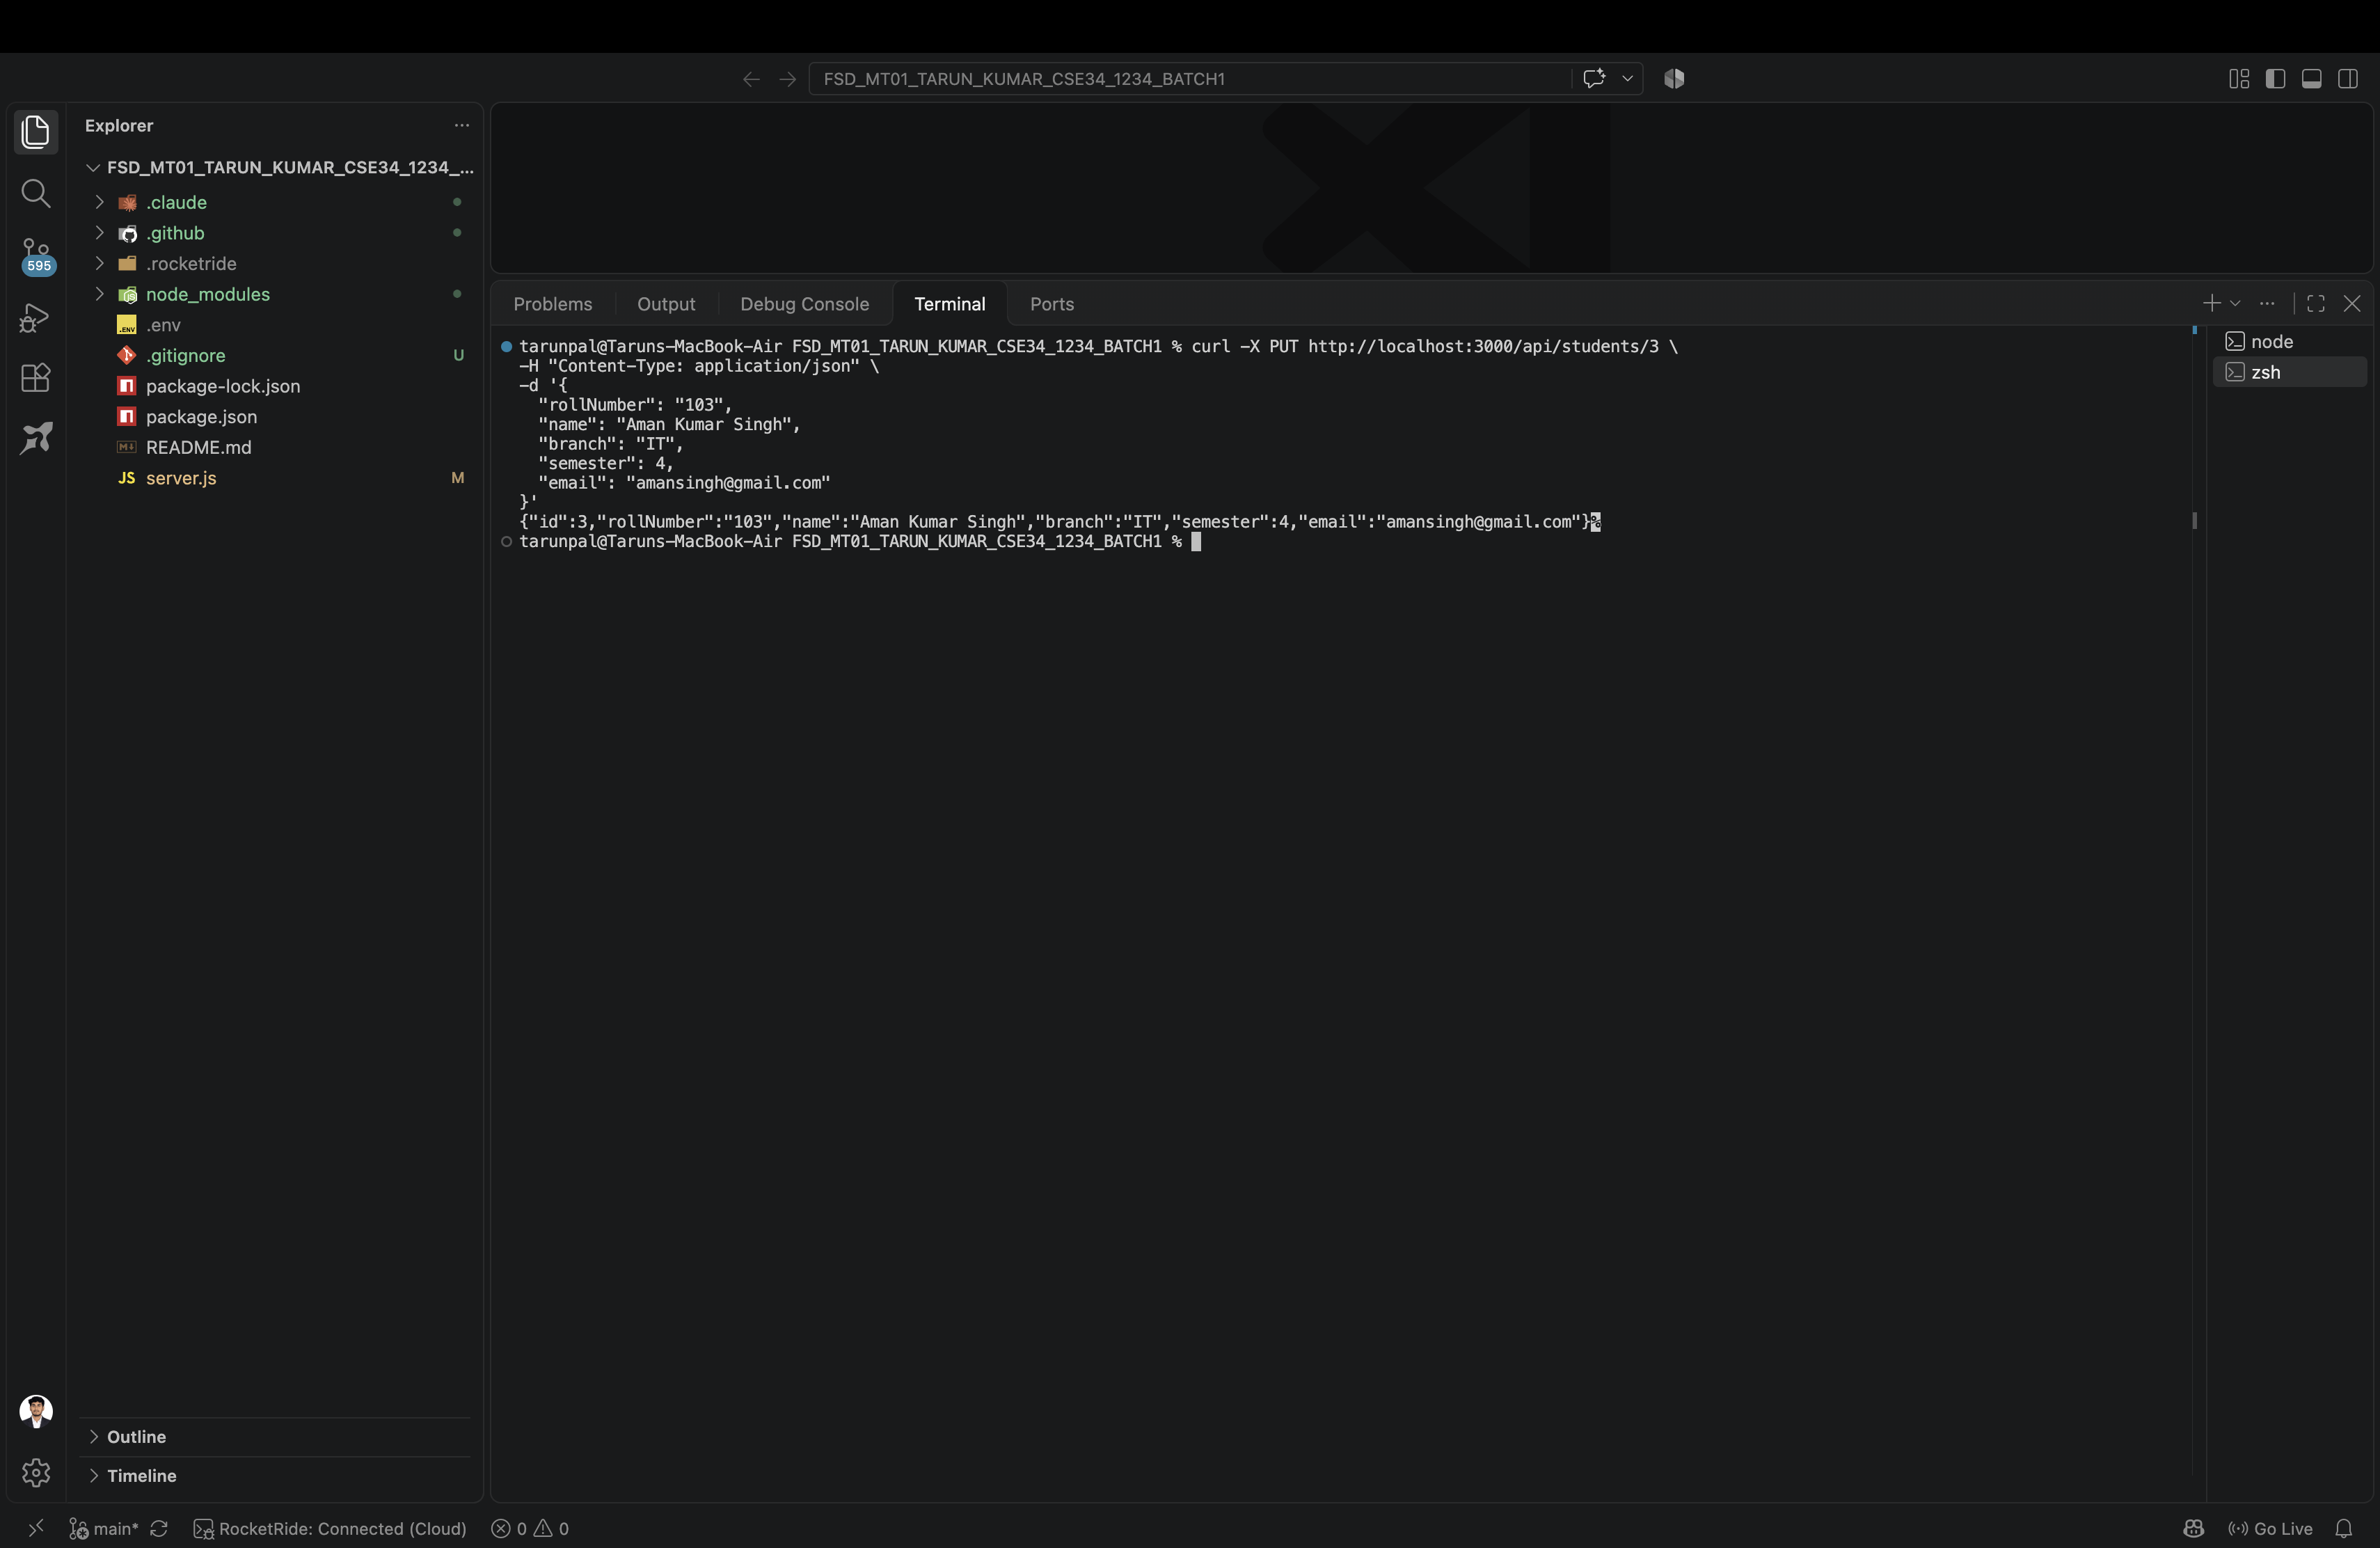 FSD_MT01_TARUN_KUMAR_CSE34_1234_BATCH1
Explorer
FSD_MT01_TARUN_KUMAR_CSE34_1234_...
.claude
.github
.rocketride
node_modules
.env
.gitignore U
package-lock.json
package.json
README.md
JS server.js M
595
Outline
Timeline
Problems Output Debug Console Terminal Ports
tarunpal@Taruns-MacBook-Air FSD_MT01_TARUN_KUMAR_CSE34_1234_BATCH1 % curl -X PUT http://localhost:3000/api/students/3 \
-H "Content-Type: application/json" \
-d '{
"rollNumber": "103",
"name": "Aman Kumar Singh",
"branch": "IT",
"semester": 4,
"email": "amansingh@gmail.com"
}'
{"id":3,"rollNumber":"103","name":"Aman Kumar Singh","branch":"IT","semester":4,"email":"amansingh@gmail.com"}%
tarunpal@Taruns-MacBook-Air FSD_MT01_TARUN_KUMAR_CSE34_1234_BATCH1 %
node
zsh
main* RocketRide: Connected (Cloud) 0 0 Go Live